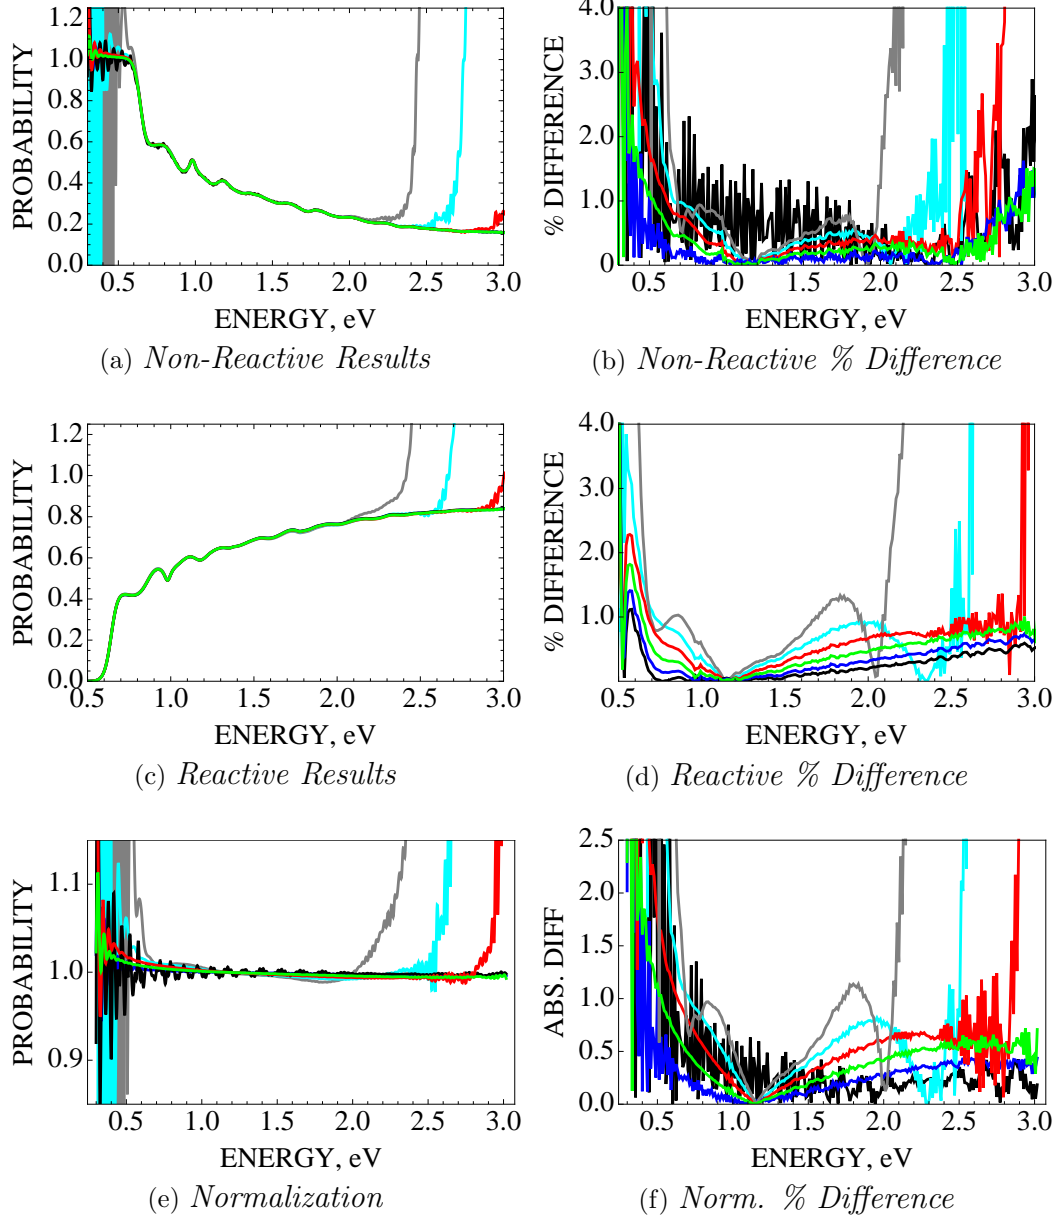 PROBABILITY
1.2
1.0
0.8
0.6
0.4
0.2
0.0
0.5 1.0 1.5 2.0 2.5 3.0
ENERGY, eV
(a) Non-Reactive Results
% DIFFERENCE
4.0
3.0
2.0
1.0
0
0.5 1.0 1.5 2.0 2.5 3.0
ENERGY, eV
(b) Non-Reactive % Difference
PROBABILITY
1.2
1.0
0.8
0.6
0.4
0.2
0.0
0.5 1.0 1.5 2.0 2.5 3.0
ENERGY, eV
(c) Reactive Results
% DIFFERENCE
4.0
3.0
2.0
1.0
0.5 1.0 1.5 2.0 2.5 3.0
ENERGY, eV
(d) Reactive % Difference
PROBABILITY
1.1
1.0
0.9
0.5 1.0 1.5 2.0 2.5 3.0
ENERGY, eV
(e) Normalization
ABS. DIFF
2.5
2.0
1.5
1.0
0.5
0.0
0.5 1.0 1.5 2.0 2.5 3.0
ENERGY, eV
(f) Norm. % Difference